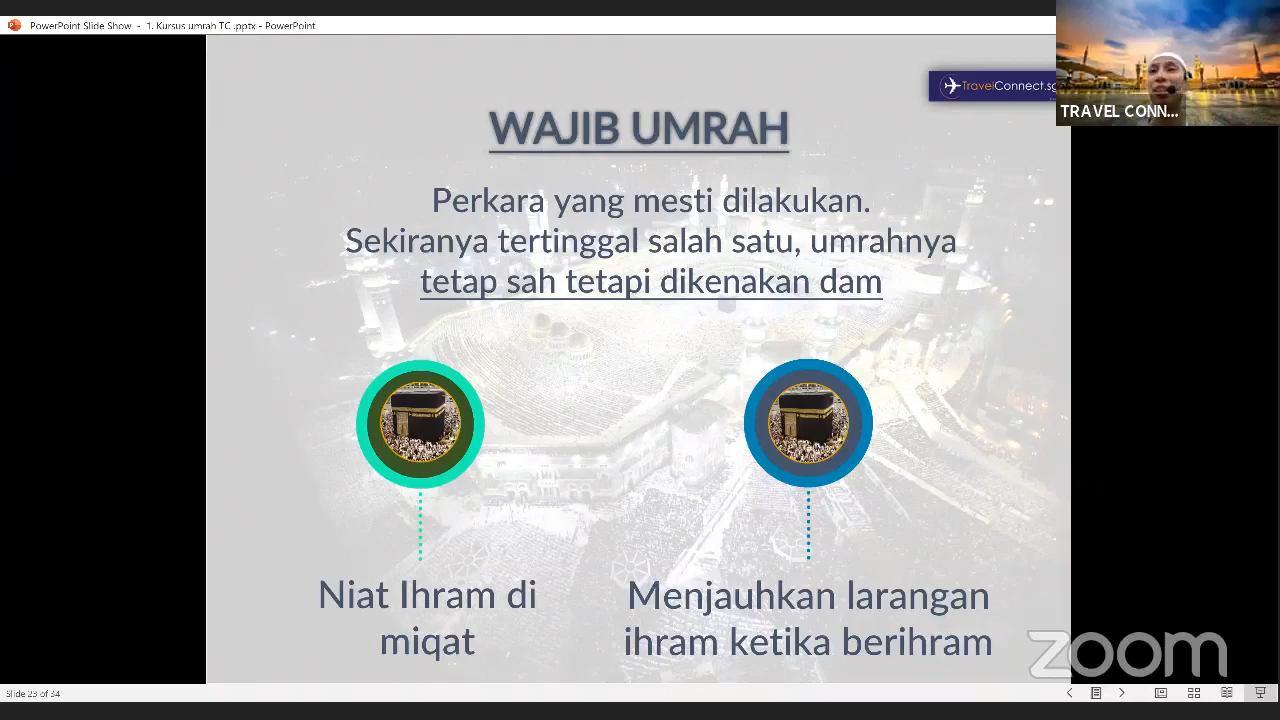 PowerPoint Slide Show - 1. Kursus umrah TC .pptx - PowerPoint
TravelConnect.sg
TRAVEL CONN...
WAJIB UMRAH
Perkara yang mesti dilakukan.
Sekiranya tertinggal salah satu, umrahnya
tetap sah tetapi dikenakan dam
Niat Ihram di
miqat
Menjauhkan larangan
ihram ketika berihram
zoom
Slide 23 of 34